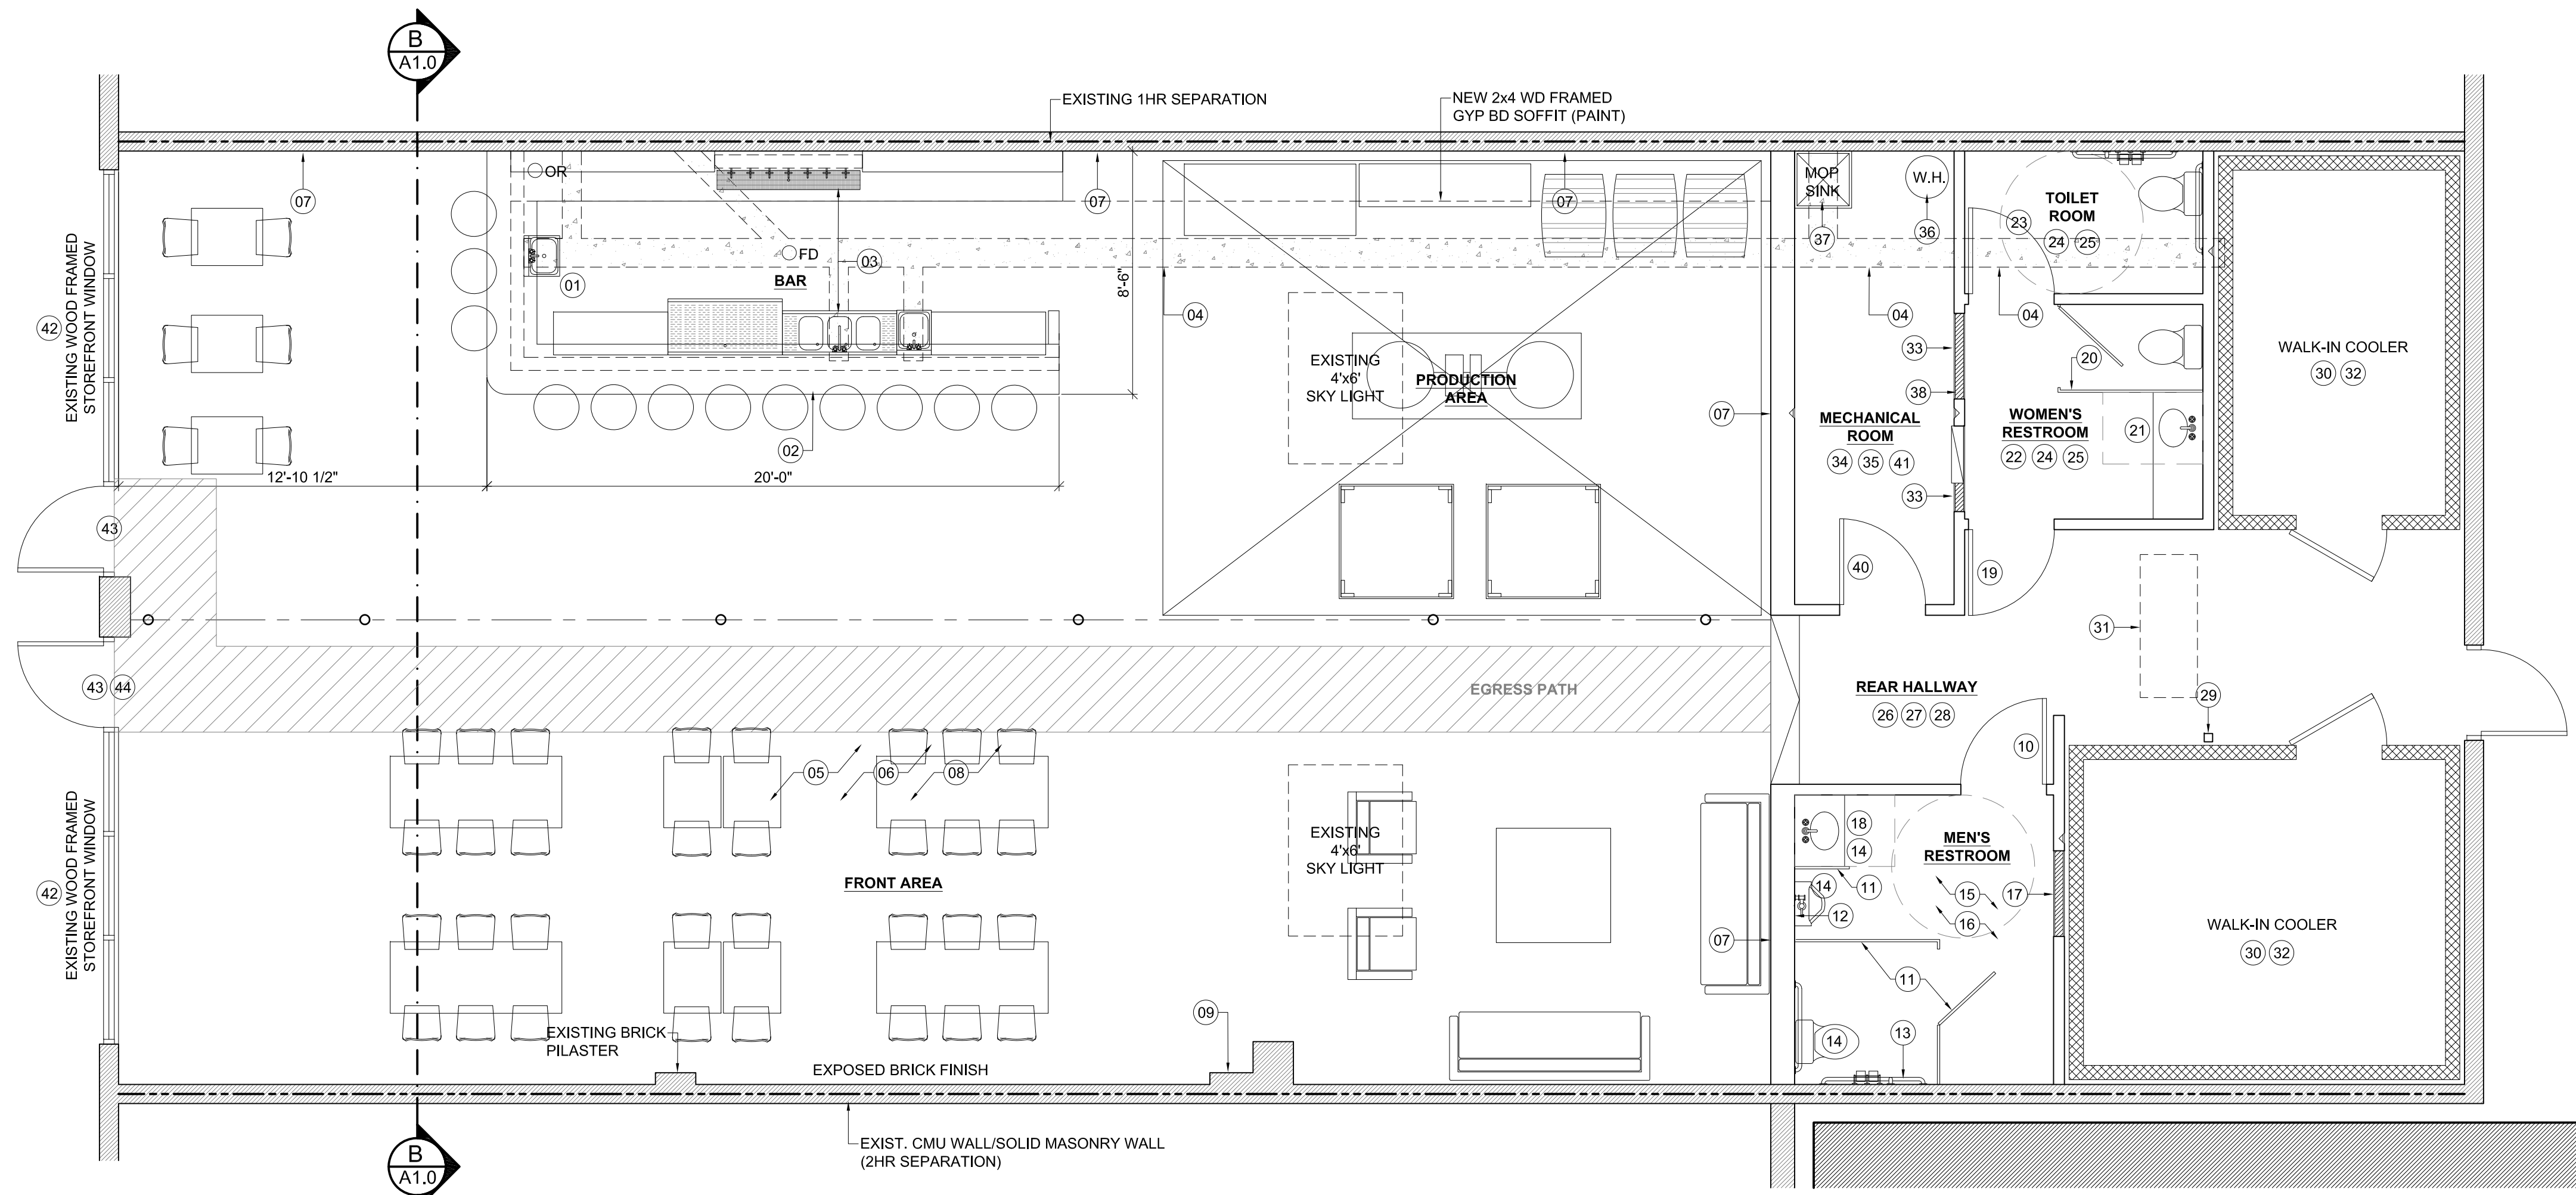 B
A1.0
EXISTING 1HR SEPARATION
NEW 2x4 WD FRAMED
GYP BD SOFFIT (PAINT)
OR
07
07
07
MOP
SINK
W.H.
37
36
23
TOILET
ROOM
24 25
42
EXISTING WOOD FRAMED
STOREFRONT WINDOW
01
FD
BAR
03
8'-6"
04
04
04
EXISTING
4'x6'
SKY LIGHT
PRODUCTION
AREA
02
12'-10 1/2"
20'-0"
07
33
38
MECHANICAL
ROOM
34 35 41
33
20
WOMEN'S
RESTROOM
22 24 25
21
WALK-IN COOLER
30 32
43
40
19
31
43 44
EGRESS PATH
REAR HALLWAY
26 27 28
29
10
05
06
08
42
EXISTING WOOD FRAMED
STOREFRONT WINDOW
FRONT AREA
EXISTING
4'x6'
SKY LIGHT
07
18
14
MEN'S
RESTROOM
14
11
12
15
16
17
11
WALK-IN COOLER
30 32
09
13
14
EXISTING BRICK
PILASTER
EXPOSED BRICK FINISH
EXIST. CMU WALL/SOLID MASONRY WALL
(2HR SEPARATION)
B
A1.0